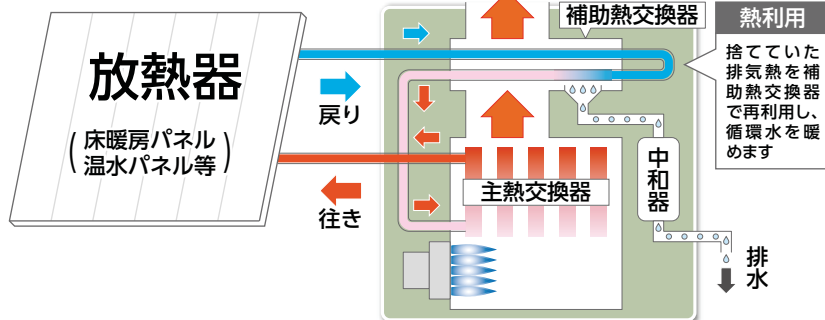 補助熱交換器
熱利用
捨てていた
排気熱を補
助熱交換器
で再利用し、
循環水を暖
めます
放熱器
(床暖房パネル
温水パネル等)
戻り
往き
主熱交換器
中和器
排水